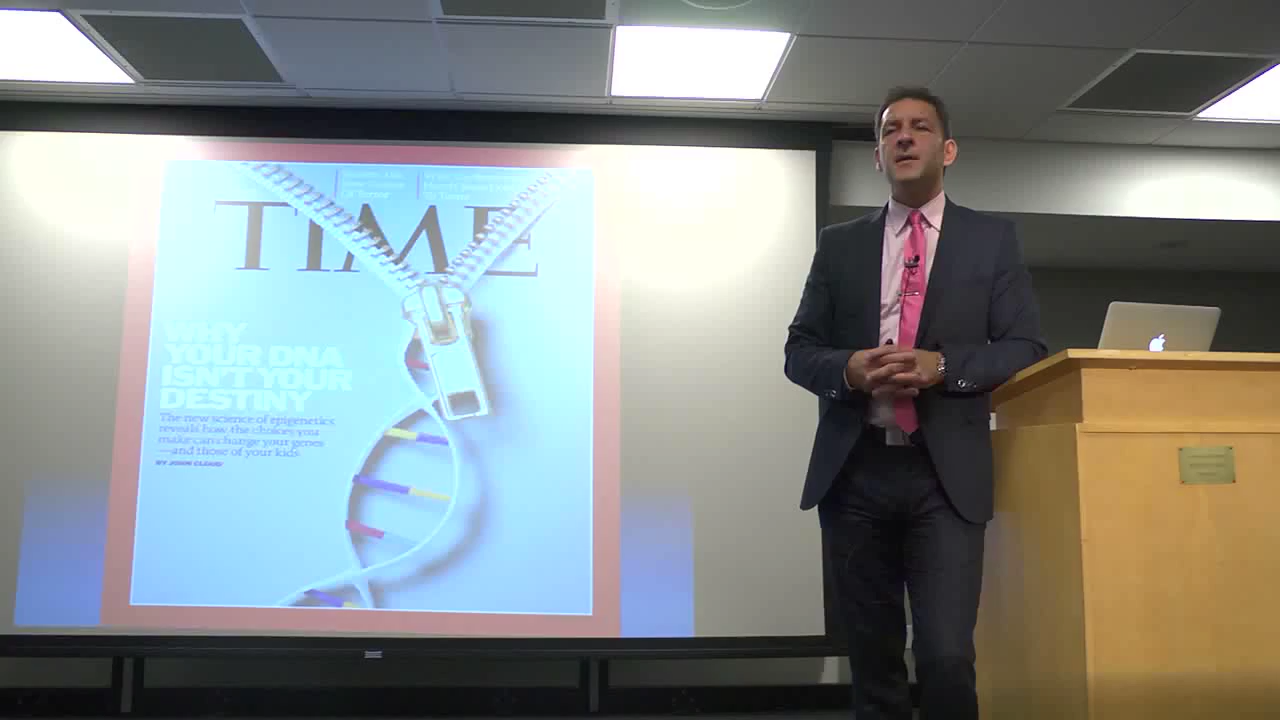 TIME
WHY
YOUR DNA
ISN'T YOUR
DESTINY
The new science of epigenetics
reveals how the choices you
make can change your genes
—and those of your kids
BY JOHN CLOUD